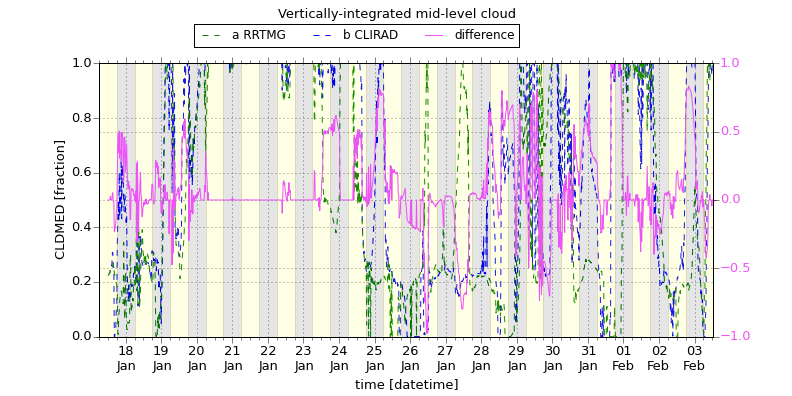 Vertically-integrated mid-level cloud
a RRTMG b CLIRAD difference
1.0 1.0
0.8 0.5
0.6
0.0
0.4
0.2 −0.5
0.0 −1.0
CLDMED [fraction]
18 19 20 21 22 23 24 25 26 27 28 29 30 31 01 02 03
Jan Jan Jan Jan Jan Jan Jan Jan Jan Jan Jan Jan Jan Jan Feb Feb Feb
time [datetime]